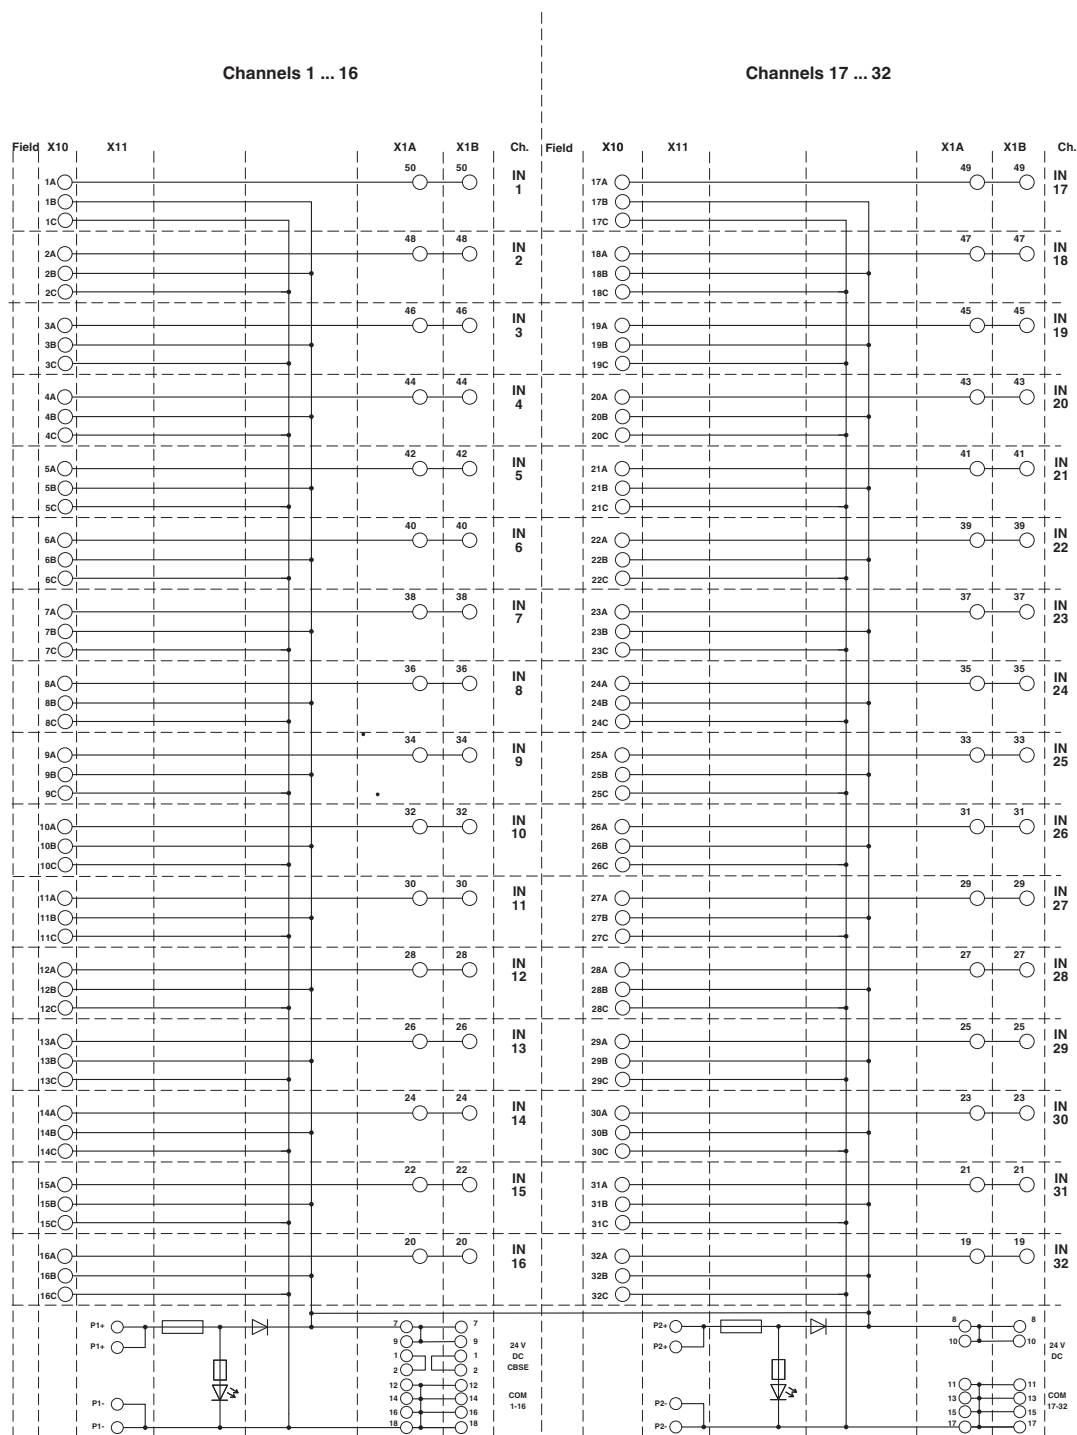 Channels 1 ... 16 Channels 17 ... 32
Field X10 X11 X1A X1B Ch. Field X10 X11 X1A X1B Ch.
50 50 IN 49 49 IN
1A 1 17A 17
1B 17B
1C 17C
48 48 IN 47 47 IN
2A 2 18A 18
2B 18B
2C 18C
46 46 IN 45 45 IN
3A 3 19A 19
3B 19B
3C 19C
44 44 IN 43 43 IN
4A 4 20A 20
4B 20B
4C 20C
42 42 IN 41 41 IN
5A 5 21A 21
5B 21B
5C 21C
40 40 IN 39 39 IN
6A 6 22A 22
6B 22B
6C 22C
38 38 IN 37 37 IN
7A 7 23A 23
7B 23B
7C 23C
36 36 IN 35 35 IN
8A 8 24A 24
8B 24B
8C 24C
34 34 IN 33 33 IN
9A 9 25A 25
9B 25B
9C 25C
32 32 IN 31 31 IN
10A 10 26A 26
10B 26B
10C 26C
30 30 IN 29 29 IN
11A 11 27A 27
11B 27B
11C 27C
28 28 IN 27 27 IN
12A 12 28A 28
12B 28B
12C 28C
26 26 IN 25 25 IN
13A 13 29A 29
13B 29B
13C 29C
24 24 IN 23 23 IN
14A 14 30A 30
14B 30B
14C 30C
22 22 IN 21 21 IN
15A 15 31A 31
15B 31B
15C 31C
20 20 IN 19 19 IN
16A 16 32A 32
16B 32B
16C 32C
P1+ 7 7 P2+ 8 8
P1+ 9 9 24 V P2+ 10 10 24 V
1 1 DC DC
2 2 CBSE
12 12 11 11
14 14 COM 13 13 COM
P1- 16 16 1-16 P2- 15 15 17-32
P1- 18 18 P2- 17 17